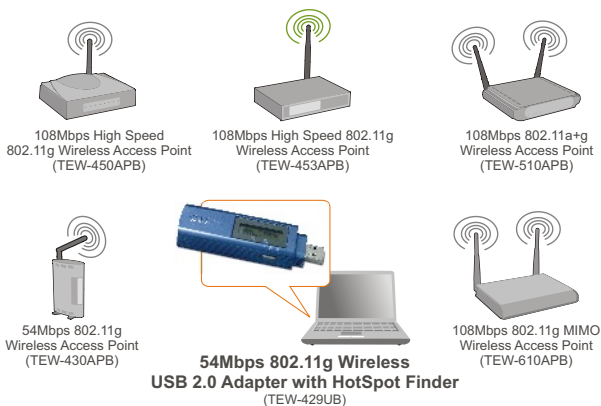 108Mbps High Speed
802.11g Wireless Access Point
(TEW-450APB)
108Mbps High Speed 802.11g
Wireless Access Point
(TEW-453APB)
108Mbps 802.11a+g
Wireless Access Point
(TEW-510APB)
54Mbps 802.11g
Wireless Access Point
(TEW-430APB)
54Mbps 802.11g Wireless
USB 2.0 Adapter with HotSpot Finder
(TEW-429UB)
108Mbps 802.11g MIMO
Wireless Access Point
(TEW-610APB)